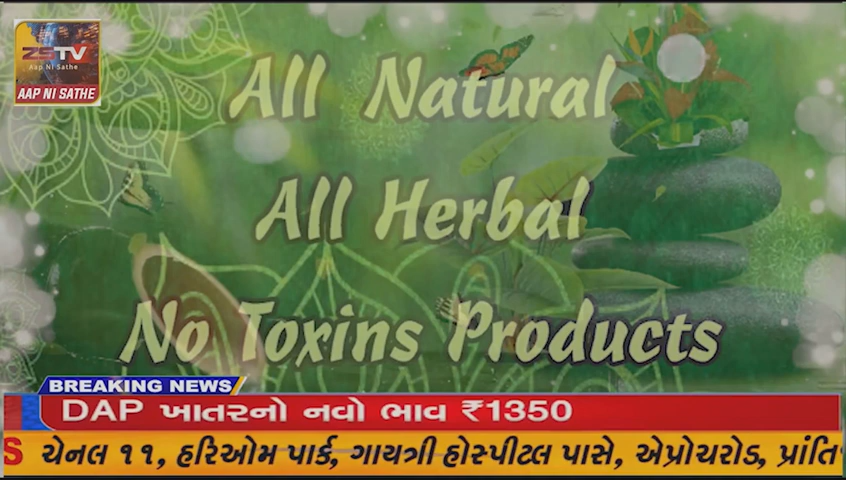 ZSTV
Aap Ni Sathe
AAP NI SATHE
All Natural
All Herbal
No Toxins Products
BREAKING NEWS
DAP ખાતરનો નવો ભાવ ₹1350
S ચેનલ ૧૧, હરિઓમ પાર્ક, ગાયત્રી હોસ્પીટલ પાસે, એપ્રોચરોડ, પ્રાંતિ